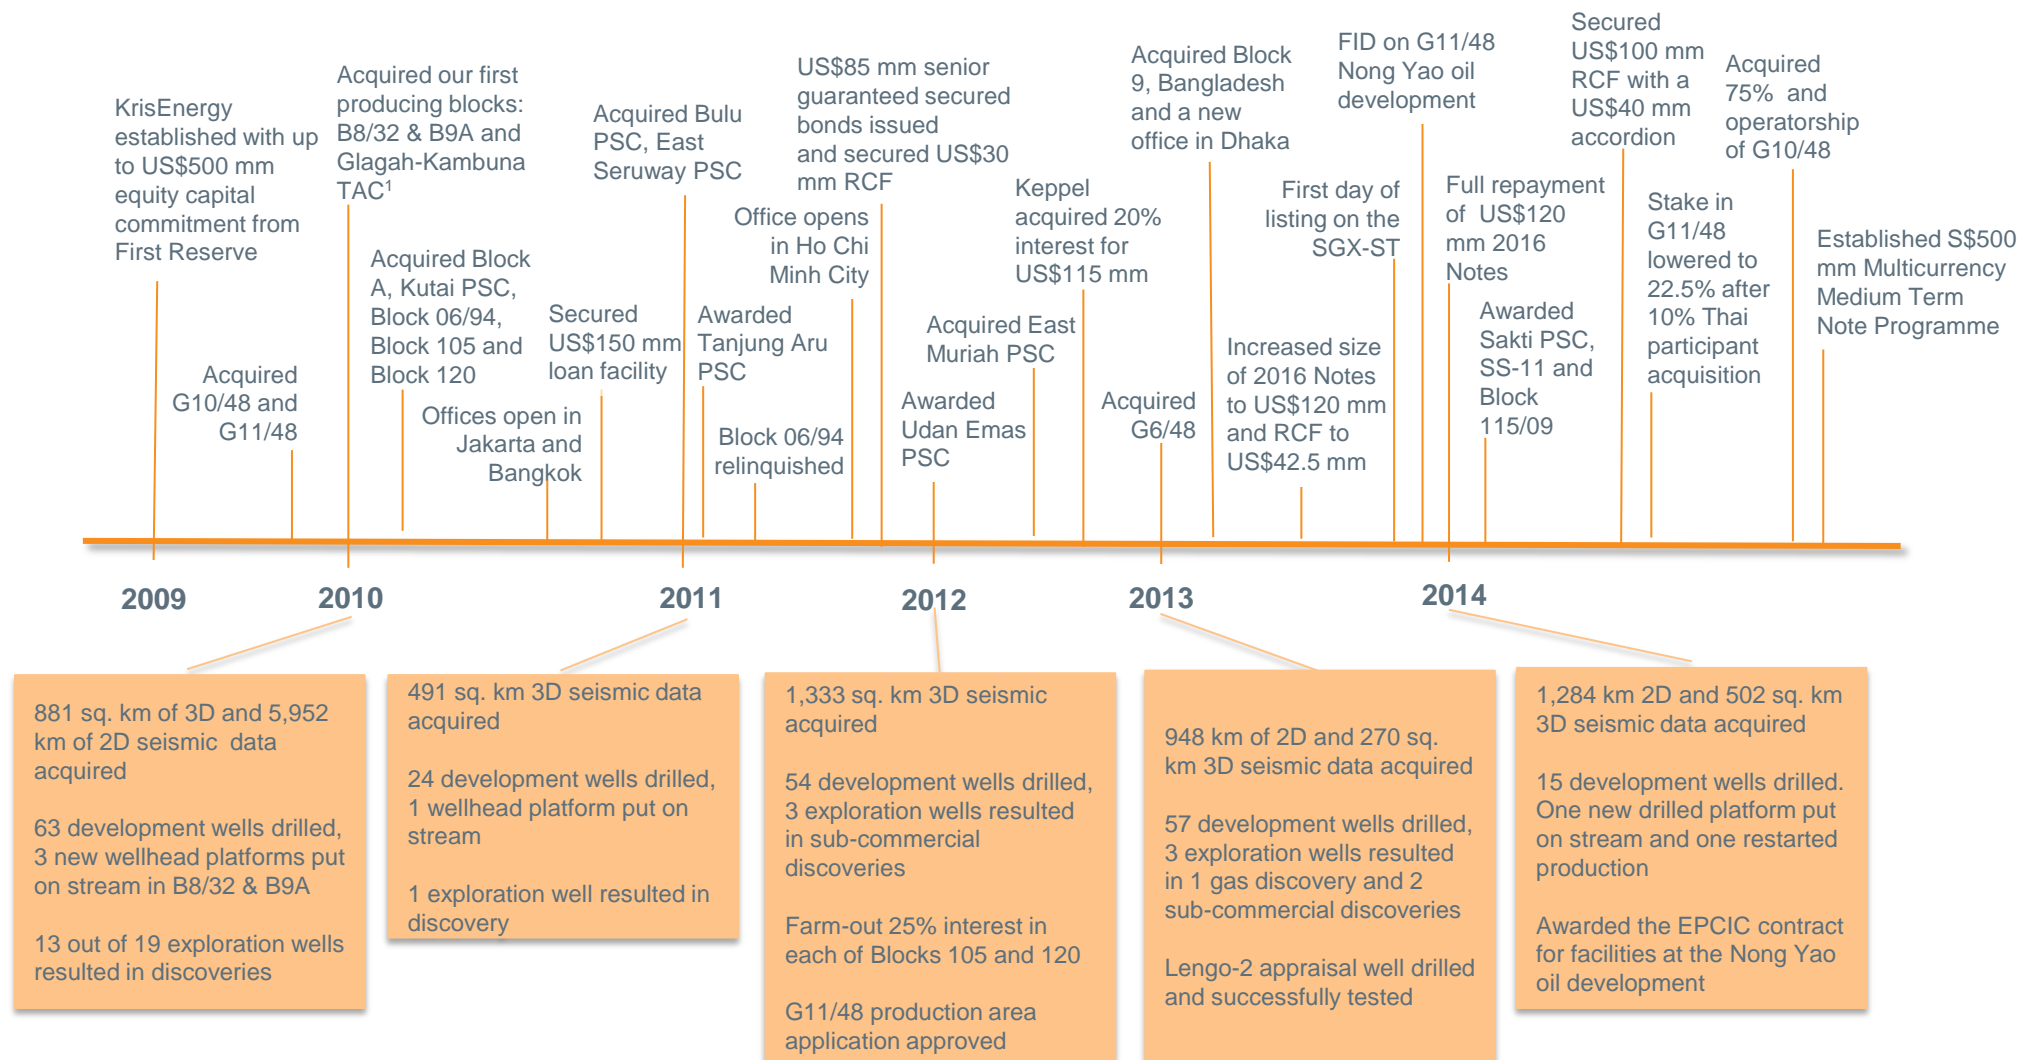 KrisEnergy
established with up
to US$500 mm
equity capital
commitment from
First Reserve
Acquired
G10/48 and
G11/48
Acquired our first
producing blocks:
B8/32 & B9A and
Glagah-Kambuna
TAC¹
Acquired Block
A, Kutai PSC,
Block 06/94,
Block 105 and
Block 120
Offices open in
Jakarta and
Bangkok
Secured
US$150 mm
loan facility
Acquired Bulu
PSC, East
Seruway PSC
Awarded
Tanjung Aru
PSC
Block 06/94
relinquished
Office opens
in Ho Chi
Minh City
US$85 mm senior
guaranteed secured
bonds issued
and secured US$30
mm RCF
Awarded
Udan Emas
PSC
Acquired East
Muriah PSC
Keppel
acquired 20%
interest for
US$115 mm
Acquired
G6/48
Acquired Block
9, Bangladesh
and a new
office in Dhaka
Increased size
of 2016 Notes
to US$120 mm
and RCF to
US$42.5 mm
First day of
listing on the
SGX-ST
FID on G11/48
Nong Yao oil
development
Full repayment
of US$120
mm 2016
Notes
Awarded
Sakti PSC,
SS-11 and
Block
115/09
Secured
US$100 mm
RCF with a
US$40 mm
accordion
Stake in
G11/48
lowered to
22.5% after
10% Thai
participant
acquisition
Acquired
75% and
operatorship
of G10/48
Established S$500
mm Multicurrency
Medium Term
Note Programme
2009
2010
2011
2012
2013
2014
881 sq. km of 3D and 5,952
km of 2D seismic data
acquired
63 development wells drilled,
3 new wellhead platforms put
on stream in B8/32 & B9A
13 out of 19 exploration wells
resulted in discoveries
491 sq. km 3D seismic data
acquired
24 development wells drilled,
1 wellhead platform put on
stream
1 exploration well resulted in
discovery
1,333 sq. km 3D seismic
acquired
54 development wells drilled,
3 exploration wells resulted
in sub-commercial
discoveries
Farm-out 25% interest in
each of Blocks 105 and 120
G11/48 production area
application approved
948 km of 2D and 270 sq.
km 3D seismic data acquired
57 development wells drilled,
3 exploration wells resulted
in 1 gas discovery and 2
sub-commercial discoveries
Lengo-2 appraisal well drilled
and successfully tested
1,284 km 2D and 502 sq. km
3D seismic data acquired
15 development wells drilled.
One new drilled platform put
on stream and one restarted
production
Awarded the EPCIC contract
for facilities at the Nong Yao
oil development